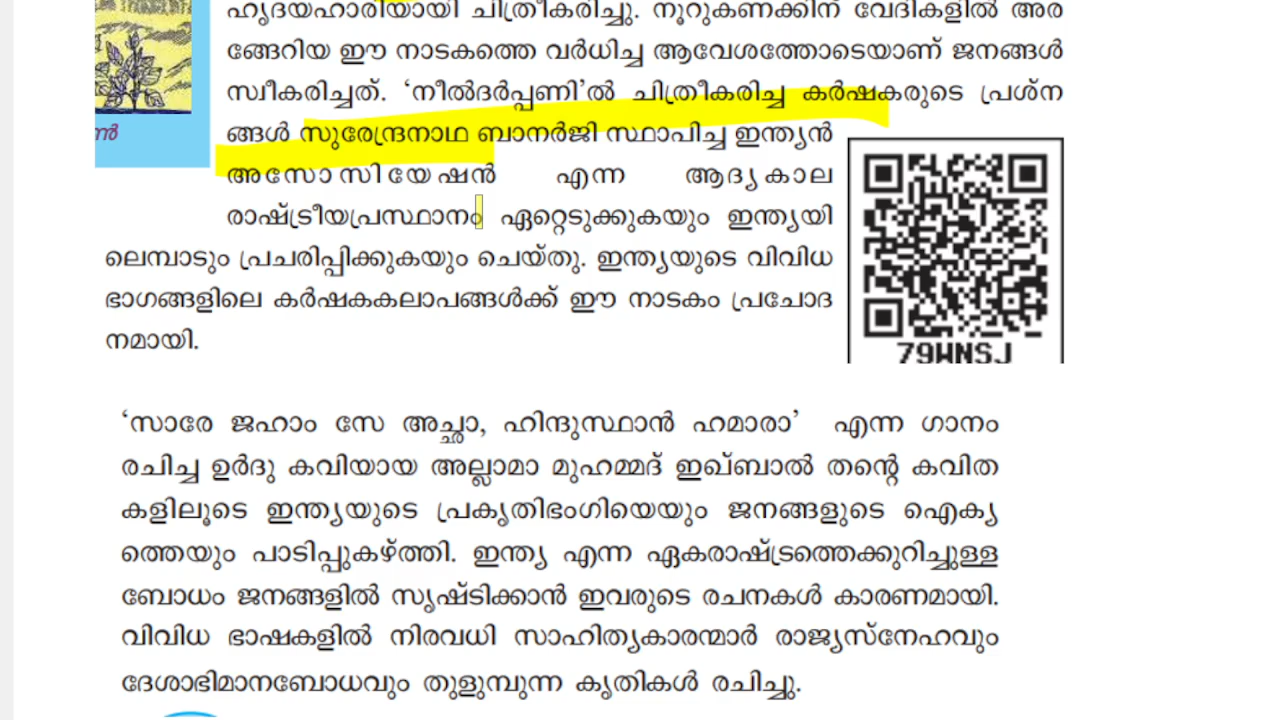 ഹൃദയഹാരിയായി ചിത്രീകരിച്ചു. നൂറുകണക്കിന് വേദികളിൽ അര
ങ്ങേറിയ ഈ നാടകത്തെ വർധിച്ച ആവേശത്തോടെയാണ് ജനങ്ങൾ
സ്വീകരിച്ചത്. 'നീൽദർപ്പണി'ൽ ചിത്രീകരിച്ച കർഷകരുടെ പ്രശ്ന
ങ്ങൾ സുരേന്ദ്രനാഥ ബാനർജി സ്ഥാപിച്ച ഇന്ത്യൻ
അസോസിയേഷൻ എന്ന ആദ്യകാല
രാഷ്ട്രീയപ്രസ്ഥാനം ഏറ്റെടുക്കുകയും ഇന്ത്യയി
ലെമ്പാടും പ്രചരിപ്പിക്കുകയും ചെയ്തു. ഇന്ത്യയുടെ വിവിധ
ഭാഗങ്ങളിലെ കർഷകകലാപങ്ങൾക്ക് ഈ നാടകം പ്രചോദ
നമായി.
79WNSJ
'സാരേ ജഹാം സേ അച്ഛാ, ഹിന്ദുസ്ഥാൻ ഹമാരാ' എന്ന ഗാനം
രചിച്ച ഉർദു കവിയായ അല്ലാമാ മുഹമ്മദ് ഇഖ്ബാൽ തന്റെ കവിത
കളിലൂടെ ഇന്ത്യയുടെ പ്രകൃതിഭംഗിയെയും ജനങ്ങളുടെ ഐക്യ
ത്തെയും പാടിപ്പുകഴ്ത്തി. ഇന്ത്യ എന്ന ഏകരാഷ്ട്രത്തെക്കുറിച്ചുള്ള
ബോധം ജനങ്ങളിൽ സൃഷ്ടിക്കാൻ ഇവരുടെ രചനകൾ കാരണമായി.
വിവിധ ഭാഷകളിൽ നിരവധി സാഹിത്യകാരന്മാർ രാജ്യസ്നേഹവും
ദേശാഭിമാനബോധവും തുളുമ്പുന്ന കൃതികൾ രചിച്ചു.